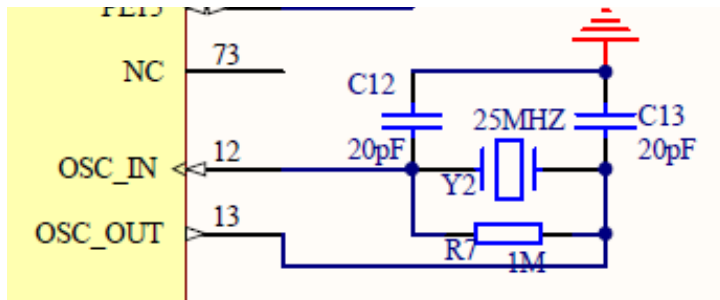 73
NC
C12
C13
25MHZ
20pF
20pF
12
OSC_IN
Y2
13
OSC_OUT
R7
1M